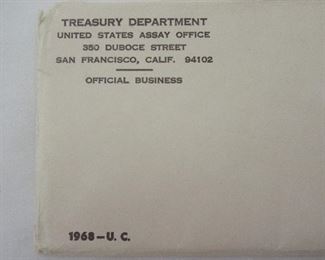 TREASURY DEPARTMENT
UNITED STATES ASSAY OFFICE
350 DUBOCE STREET
SAN FRANCISCO, CALIF. 94102
OFFICIAL BUSINESS
1968-U. C.